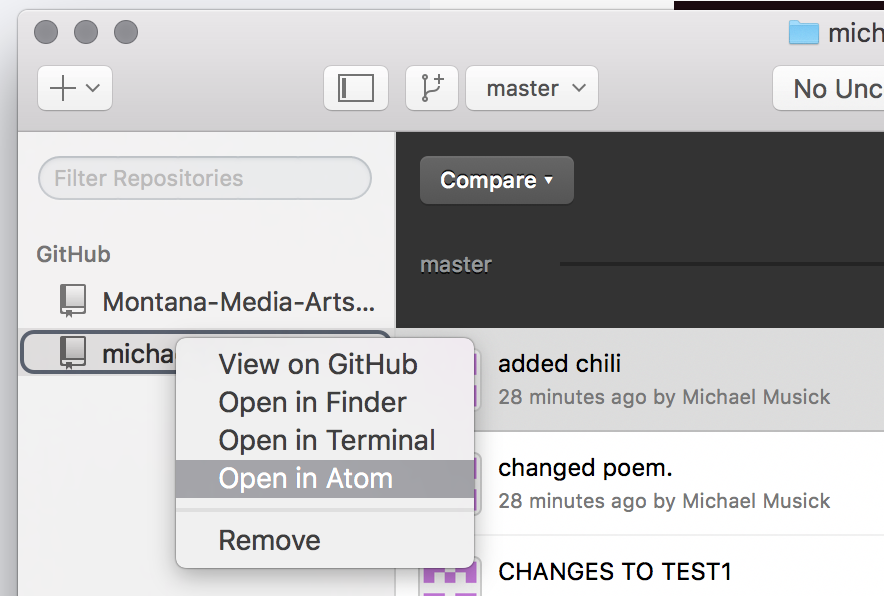 mich
master
No Unc
Filter Repositories
Compare
GitHub
master
Montana-Media-Arts...
micha
View on GitHub
Open in Finder
Open in Terminal
Open in Atom
Remove
added chili
28 minutes ago by Michael Musick
changed poem.
28 minutes ago by Michael Musick
CHANGES TO TEST1